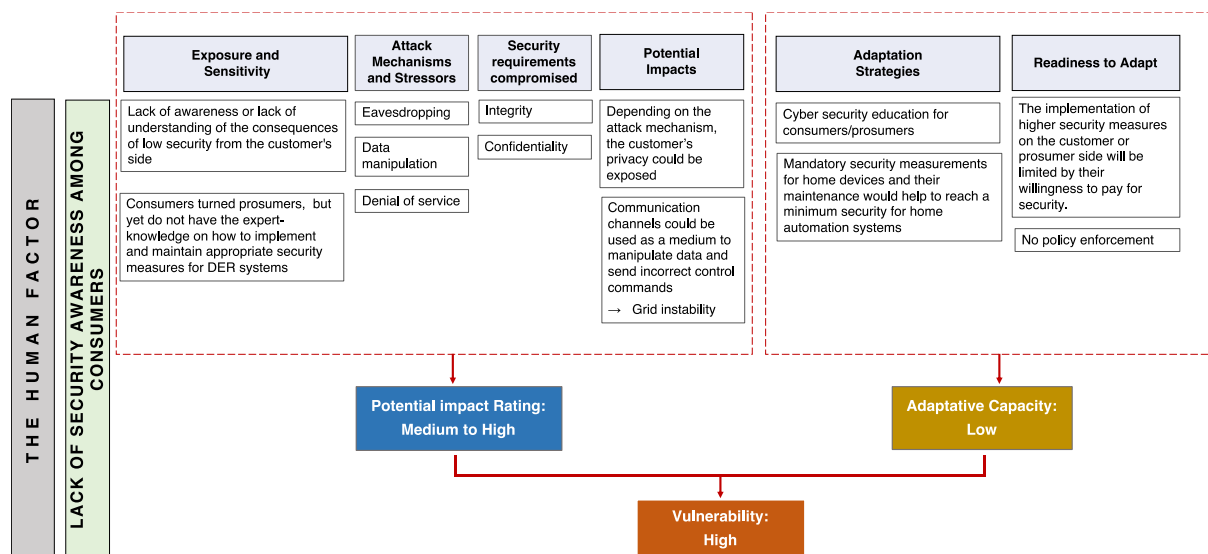 THE HUMAN FACTOR
LACK OF SECURITY AWARENESS AMONG
CONSUMERS
Exposure and
Sensitivity
Lack of awareness or lack of
understanding of the consequences
of low security from the customer's
side
Consumers turned prosumers, but
yet do not have the expert-
knowledge on how to implement
and maintain appropriate security
measures for DER systems
Attack
Mechanisms
and Stressors
Eavesdropping
Data
manipulation
Denial of service
Security
requirements
compromised
Integrity
Confidentiality
Potential
Impacts
Depending on the
attack mechanism,
the customer's
privacy could be
exposed
Communication
channels could be
used as a medium to
manipulate data and
send incorrect control
commands
→ Grid instability
Adaptation
Strategies
Cyber security education for
consumers/prosumers
Mandatory security measurements
for home devices and their
maintenance would help to reach a
minimum security for home
automation systems
Readiness to Adapt
The implementation of
higher security measures
on the customer or
prosumer side will be
limited by their
willingness to pay for
security.
No policy enforcement
Potential impact Rating:
Medium to High
Adaptative Capacity:
Low
Vulnerability:
High